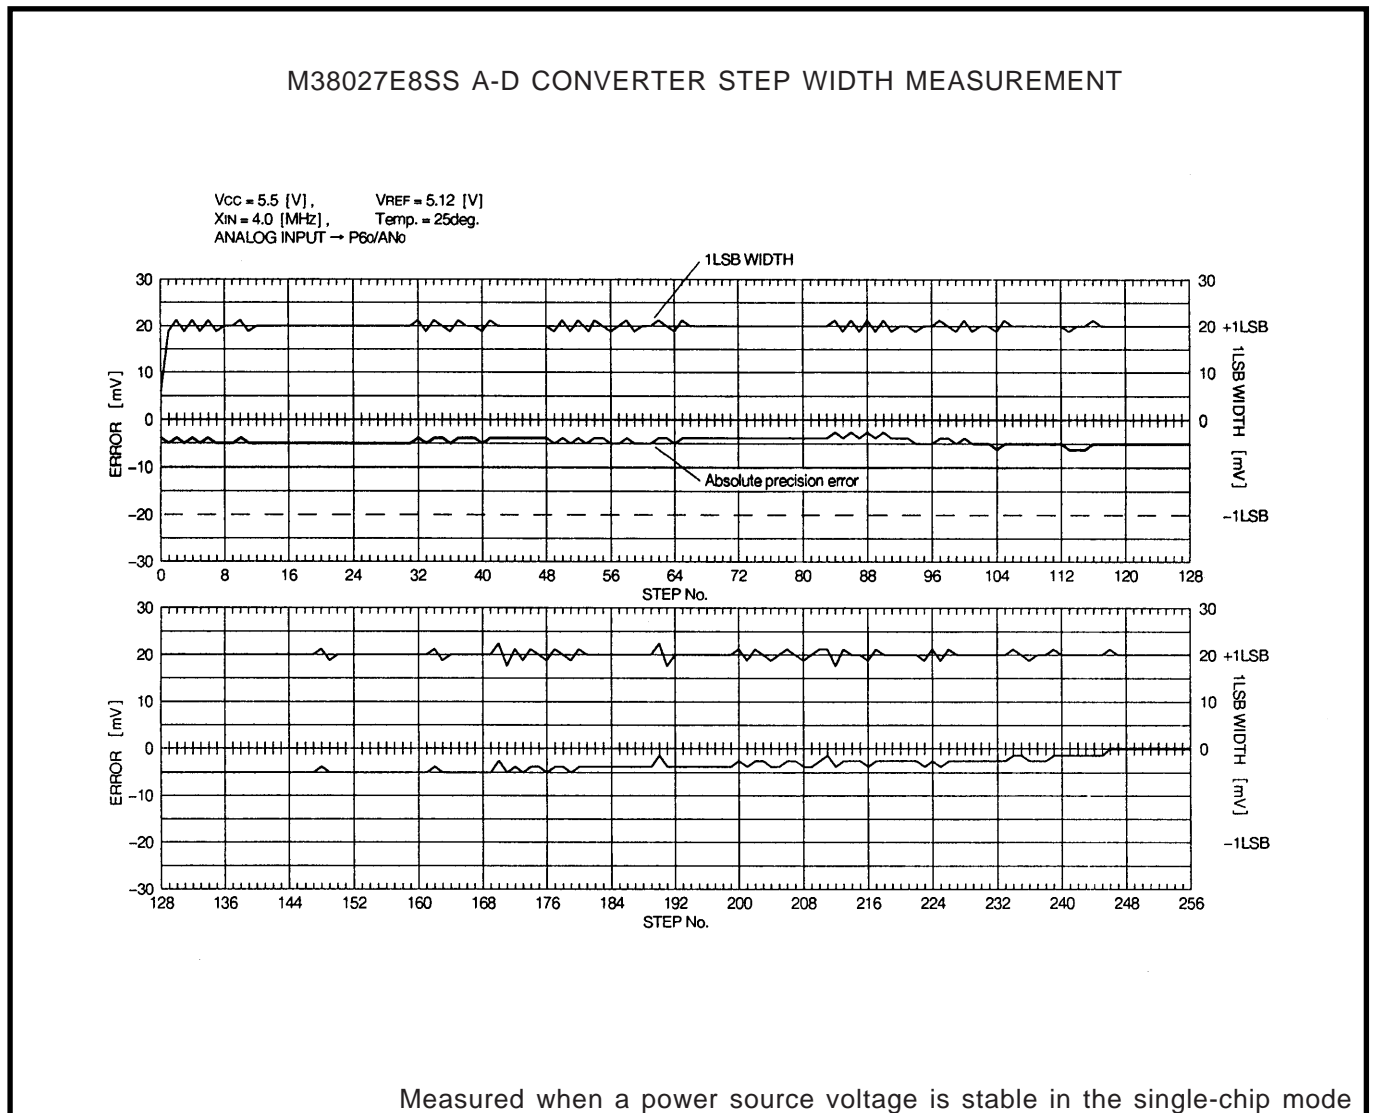 M38027E8SS A-D CONVERTER STEP WIDTH MEASUREMENT
VCC = 5.5 [V], VREF = 5.12 [V]
XIN = 4.0 [MHz], Temp. = 25deg.
ANALOG INPUT → P60/AN0
1LSB WIDTH
30
20
10
0
−10
−20
−30
ERROR [mV]
30
20 +1LSB
10
0
−1LSB
1LSB WIDTH [mV]
Absolute precision error
0 8 16 24 32 40 48 56 64 72 80 88 96 104 112 120 128
STEP No.
30
20
10
0
−10
−20
−30
ERROR [mV]
30
20 +1LSB
10
0
−1LSB
1LSB WIDTH [mV]
128 136 144 152 160 168 176 184 192 200 208 216 224 232 240 248 256
STEP No.
Measured when a power source voltage is stable in the single-chip mode